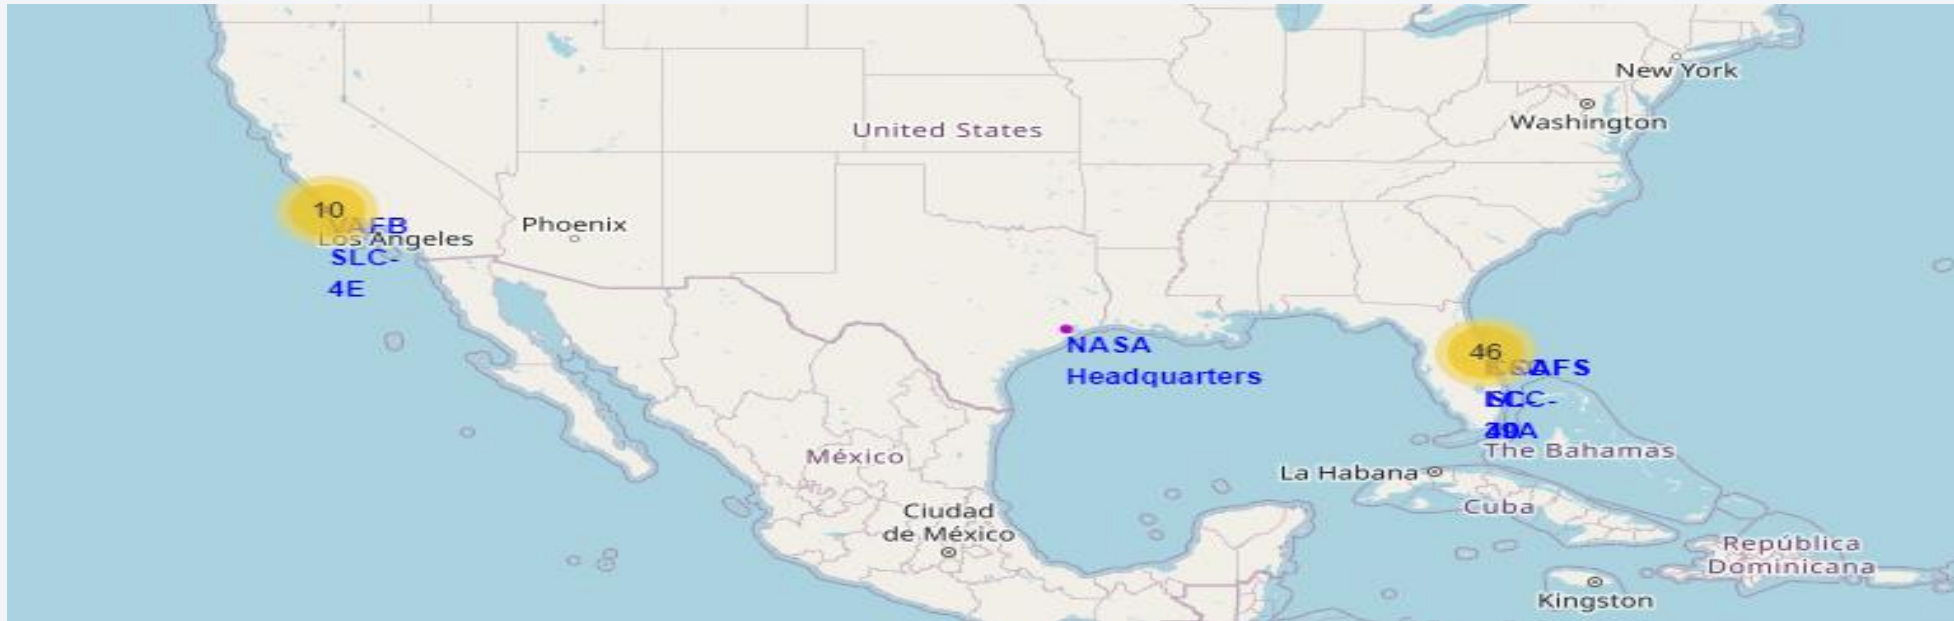 New York
Washington
United States
10
VAFB
Los Angeles
SLC-
4E
Phoenix
NASA
Headquarters
46
AFS
The Bahamas
México
La Habana
Cuba
Ciudad
de México
República
Dominicana
Kingston